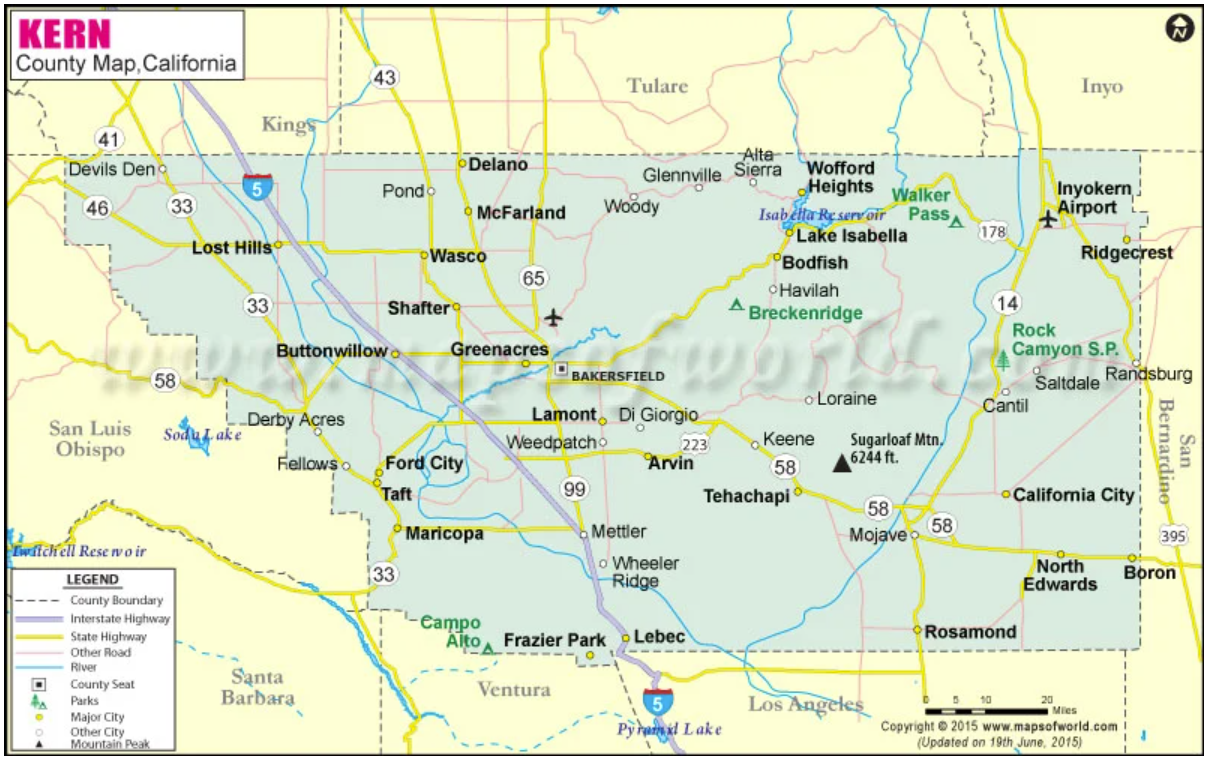 KERN
County Map,California
N
Tulare
Inyo
Kings
43
41
Devils Den
Delano
Alta
Sierra
Glennville
Wofford
Heights
5
Pond
Walker
Pass
Inyokern
Airport
46
33
McFarland
Woody
Isabella Reservoir
178
Lost Hills
Lake Isabella
Ridgecrest
Wasco
Bodfish
65
Havilah
33
Shafter
Breckenridge
14
Rock
Camyon S.P.
www.mapsofworld.com
Buttonwillow
Greenacres
58
BAKERSFIELD
Saltdale
Randsburg
Loraine
Cantil
Derby Acres
Lamont
Di Giorgio
San Luis
Obispo
Soda Lake
Weedpatch
223
Keene
Sugarloaf Mtn.
6244 ft.
San
Bernardino
Fellows
Ford City
Arvin
58
Taft
99
Tehachapi
California City
58
58
Maricopa
Mettler
Mojave
395
Twitchell Reservoir
33
Wheeler
Ridge
North
Edwards
Boron
LEGEND
County Boundary
Interstate Highway
State Highway
Other Road
River
County Seat
Parks
Major City
Other City
Mountain Peak
Campo
Alto
Frazier Park
Lebec
Rosamond
Santa
Barbara
Ventura
5
Los Angeles
Pyramid Lake
0 5 10 20
Miles
Copyright © 2015 www.mapsofworld.com
(Updated on 19th June, 2015)